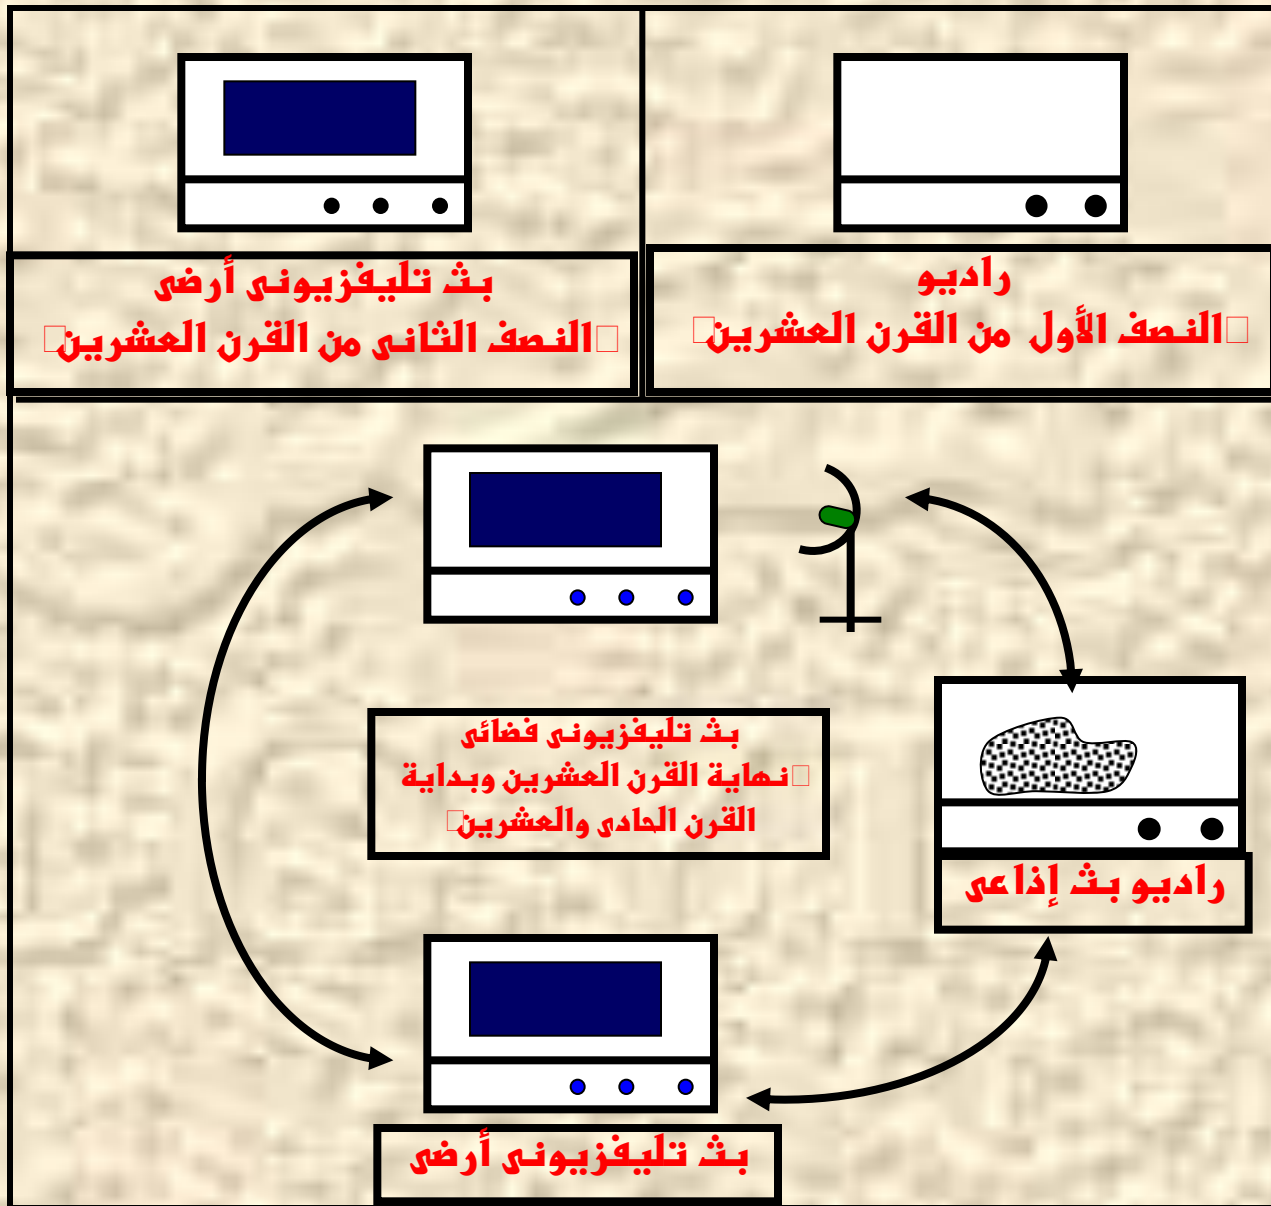 راديو
النصف الأول من القرن العشرين
بث تليفزيونى أرضى
النصف الثانى من القرن العشرين
بث تليفزيونى فضائى
نهاية القرن العشرين وبداية
القرن الحادى والعشرين
راديو بث إذاعى
بث تليفزيونى أرضى